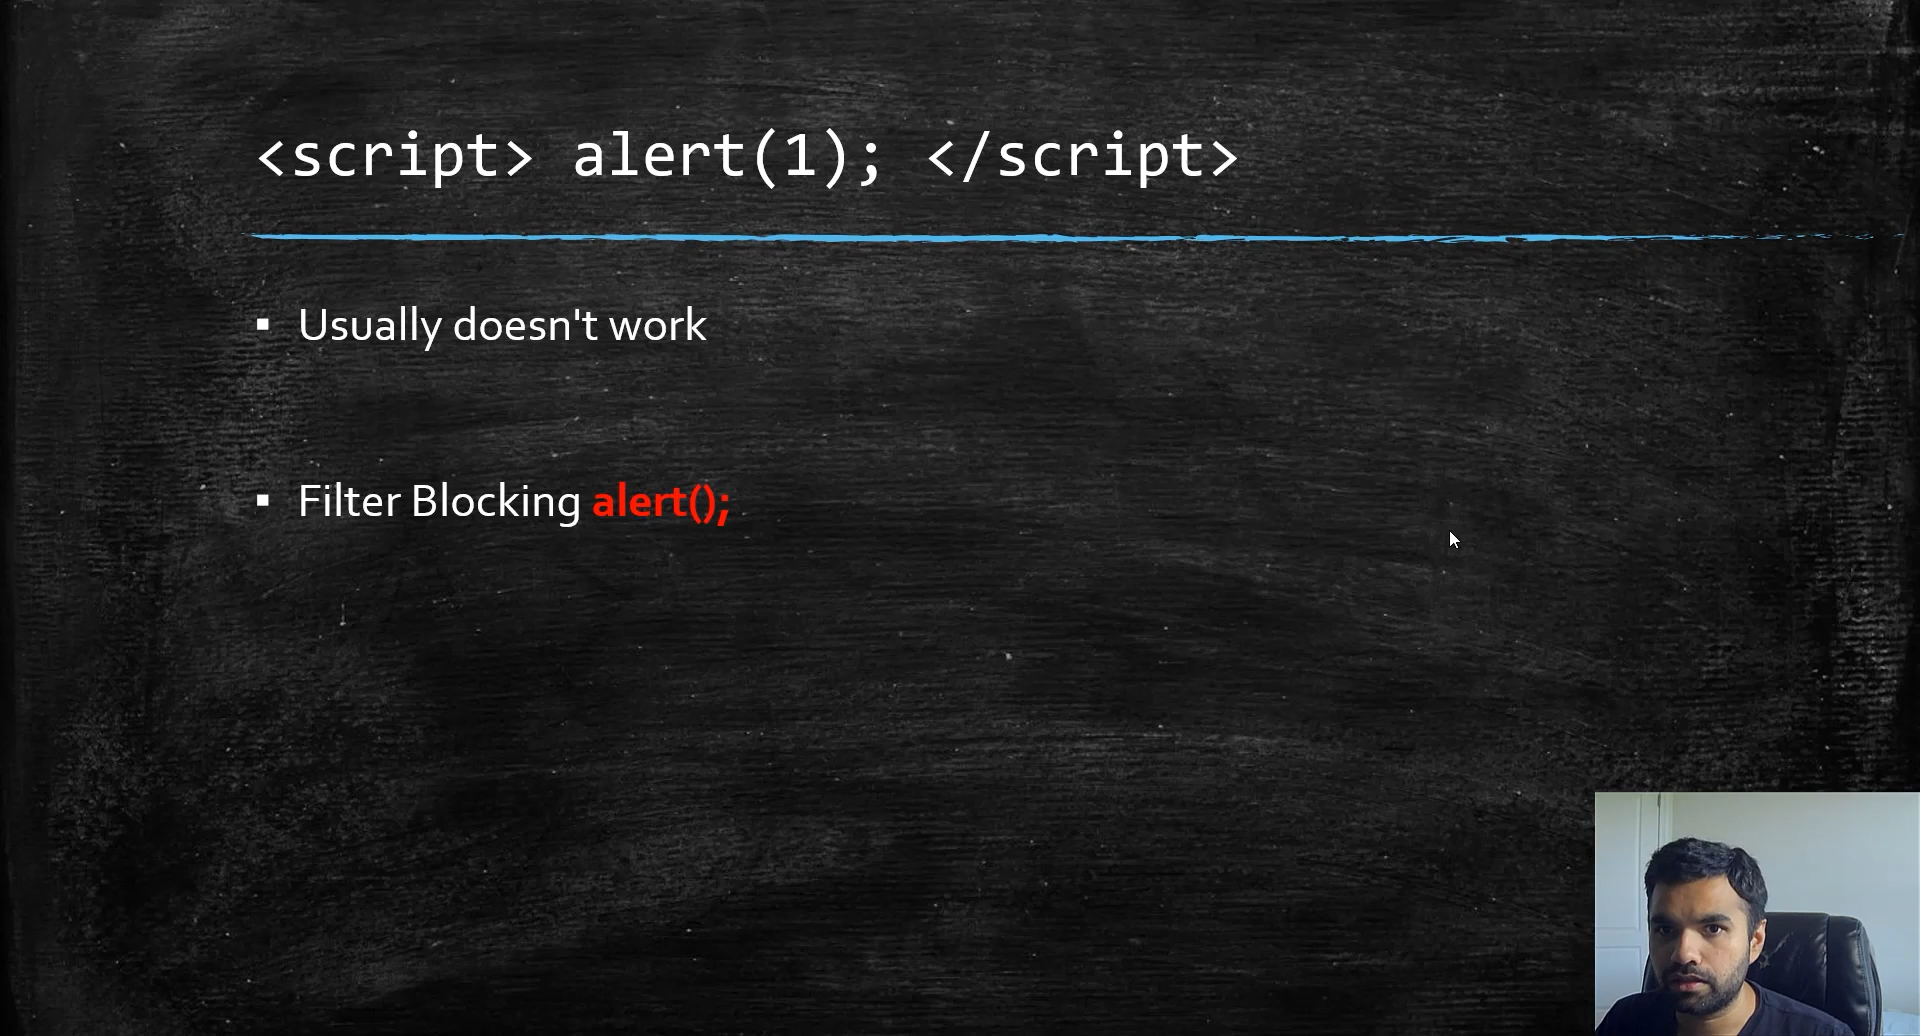 <script> alert(1); </script>
▪ Usually doesn't work
▪ Filter Blocking alert();